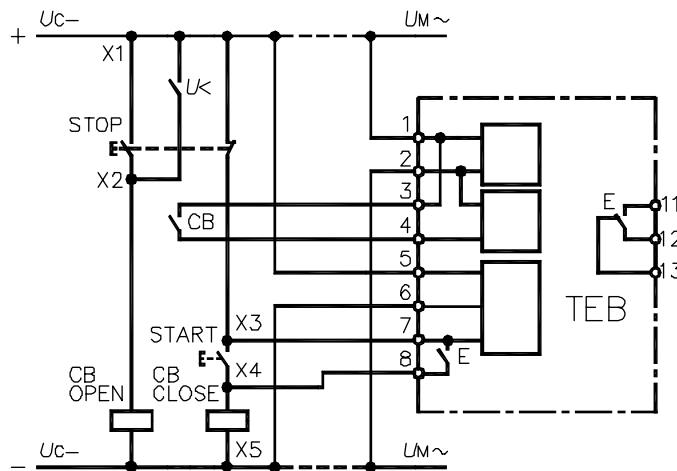 Uc– UM~
+
X1
U<
STOP
1
2
X2
3
E 11
CB
4
12
5
13
6
TEB
X3
7
START
8
E
X4
CB OPEN
CB CLOSE
X5
– Uc– UM~